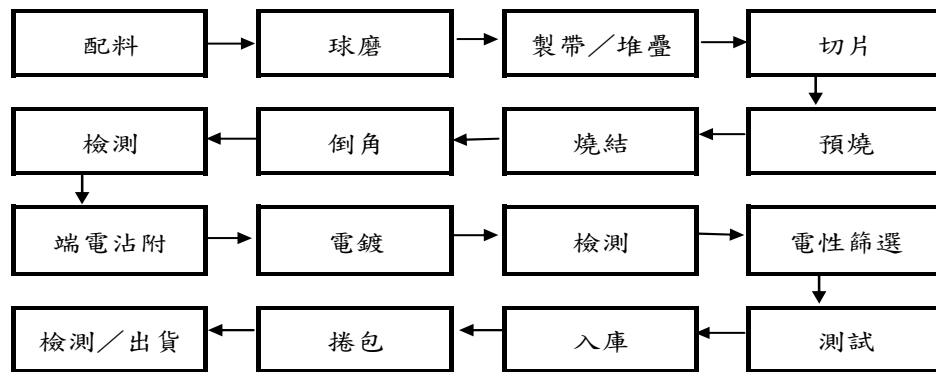 配料 球磨 製帶／堆疊 切片
檢測 倒角 燒結 預燒
端電沾附 電鍍 檢測 電性篩選
檢測／出貨 捲包 入庫 測試